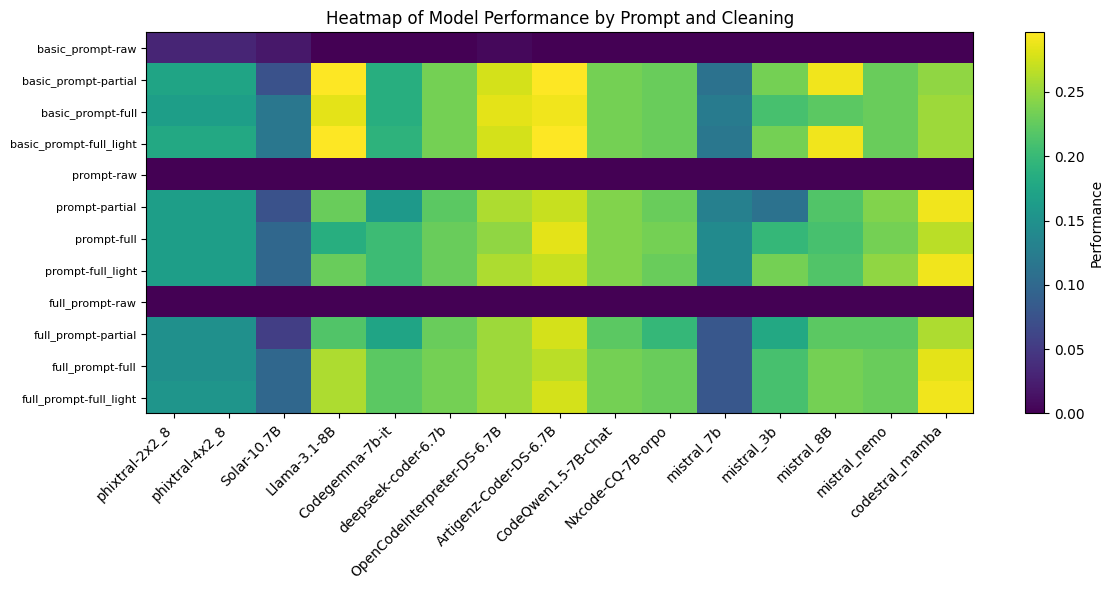 Heatmap of Model Performance by Prompt and Cleaning
basic_prompt-raw
basic_prompt-partial
basic_prompt-full
basic_prompt-full_light
prompt-raw
prompt-partial
prompt-full
prompt-full_light
full_prompt-raw
full_prompt-partial
full_prompt-full
full_prompt-full_light
phixtral-2x2_8
phixtral-4x2_8
Solar-10.7B
Llama-3.1-8B
Codegemma-7b-it
deepseek-coder-6.7b
OpenCodeInterpreter-DS-6.7B
Artigenz-Coder-DS-6.7B
CodeQwen1.5-7B-Chat
Nxcode-CQ-7B-orpo
mistral_7b
mistral_3b
mistral_8B
mistral_nemo
codestral_mamba
0.25
0.20
0.15
0.10
0.05
0.00
Performance